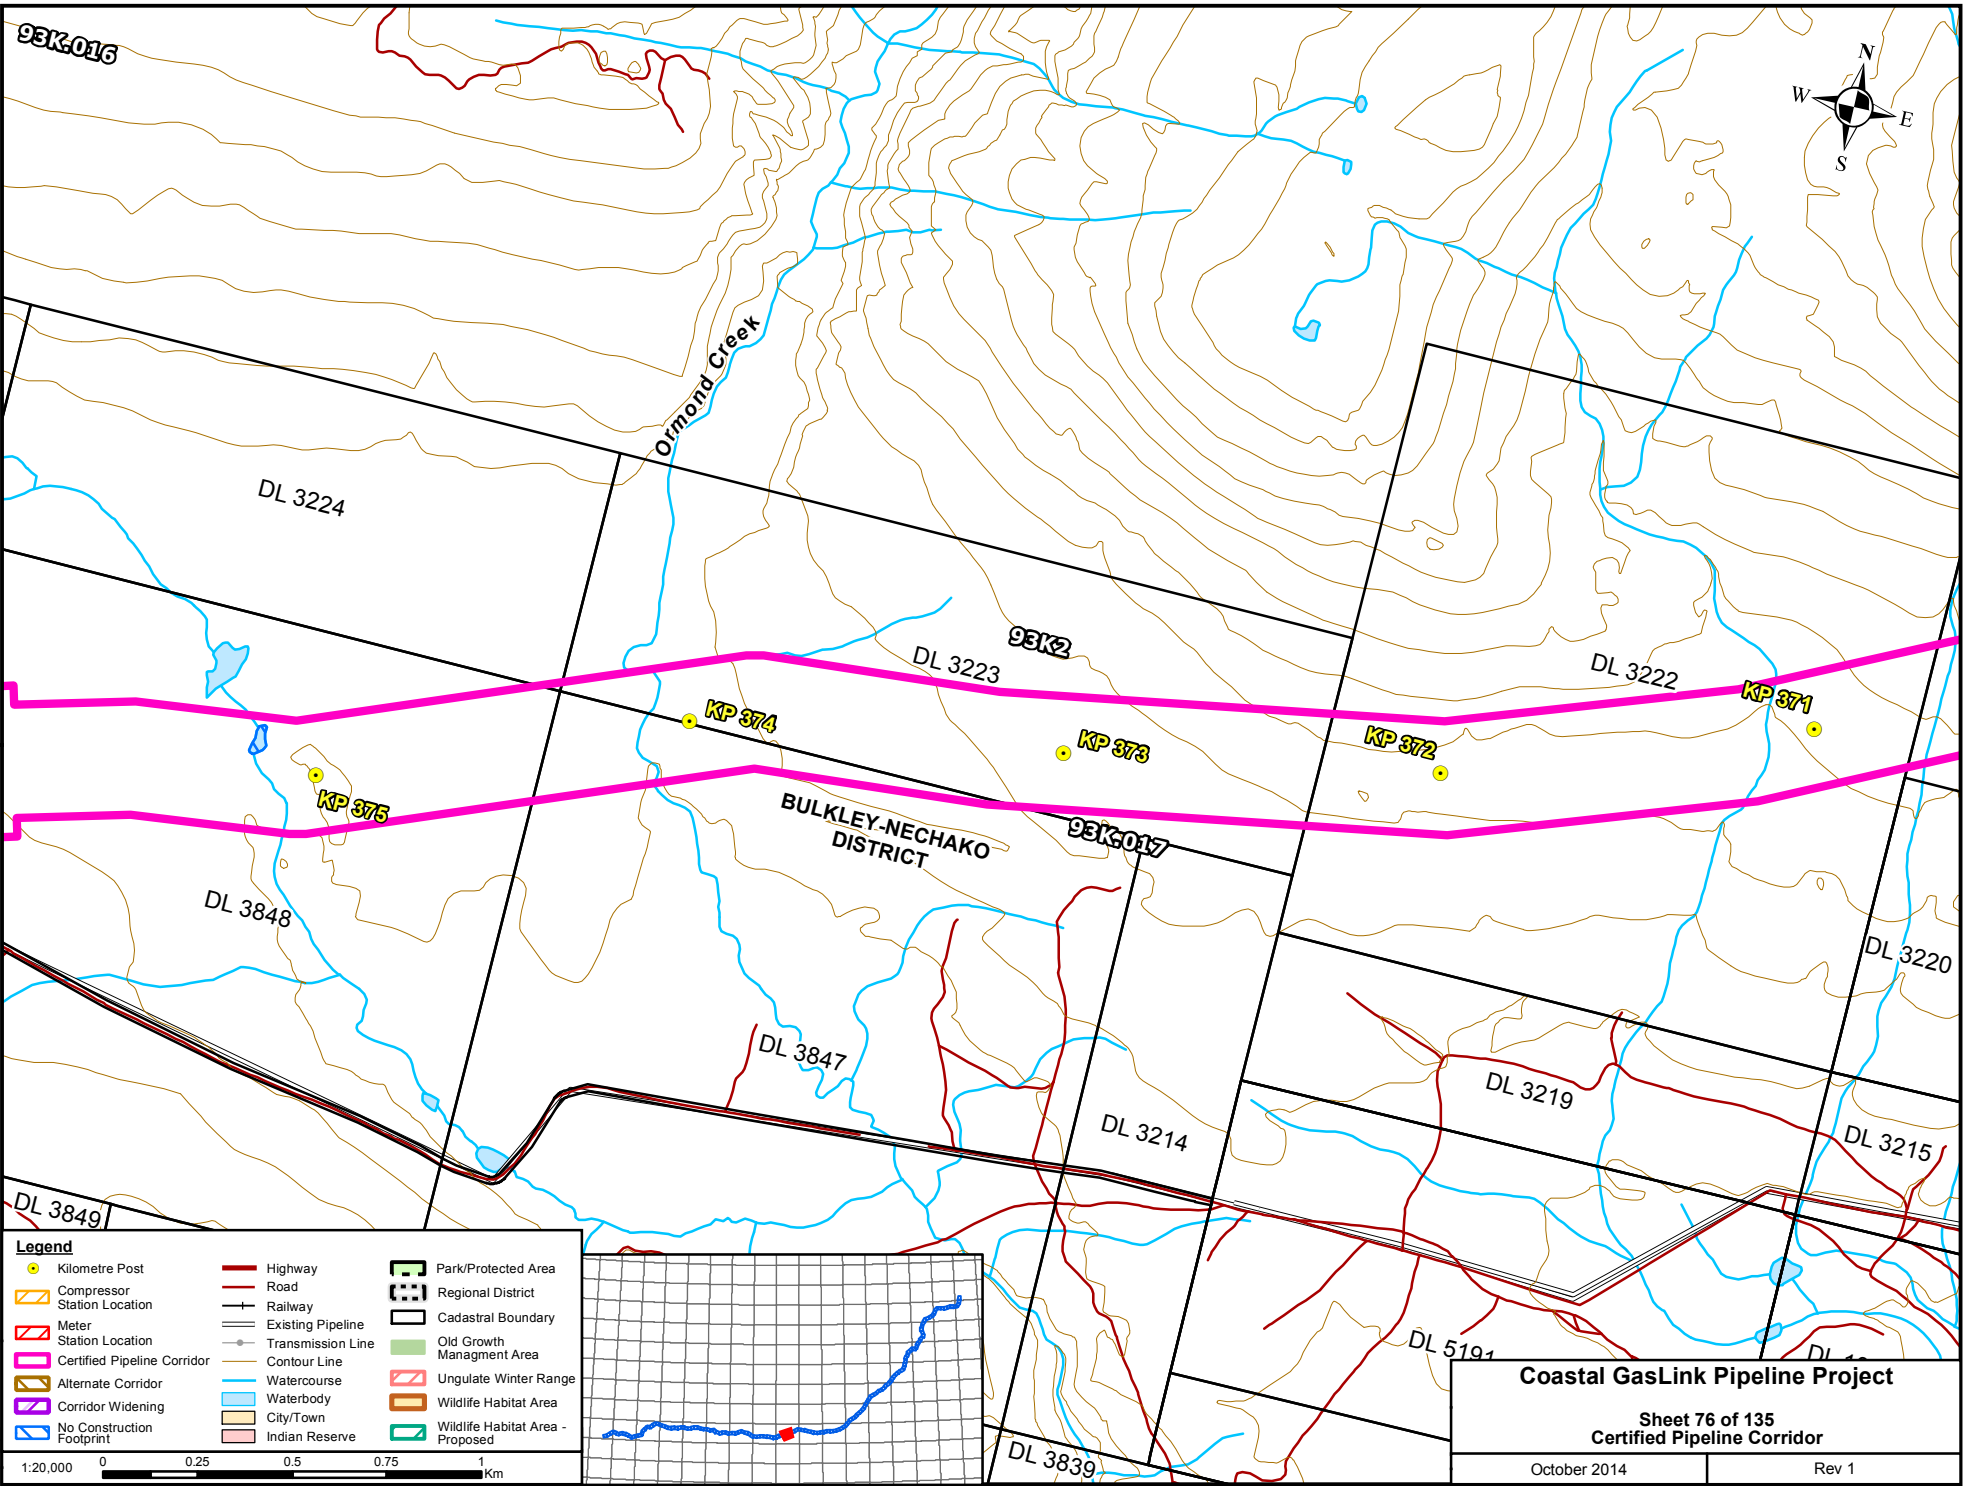 93K.016
N
W
E
S
Ormond Creek
DL 3224
93K2
DL 3223
DL 3222
KP 371
KP 374
KP 373
KP 372
KP 375
BULKLEY-NECHAKO
DISTRICT
93K.017
DL 3848
DL 3220
DL 3847
DL 3219
DL 3214
DL 3215
DL 3849
DL 5191
DL 3839
Legend
Kilometre Post
Compressor
Station Location
Meter
Station Location
Certified Pipeline Corridor
Alternate Corridor
Corridor Widening
No Construction
Footprint
Highway
Road
Railway
Existing Pipeline
Transmission Line
Contour Line
Watercourse
Waterbody
City/Town
Indian Reserve
Park/Protected Area
Regional District
Cadastral Boundary
Old Growth
Managment Area
Ungulate Winter Range
Wildlife Habitat Area
Wildlife Habitat Area -
Proposed
1:20,000
0 0.25 0.5 0.75 1
Km
Coastal GasLink Pipeline Project
Sheet 76 of 135
Certified Pipeline Corridor
October 2014
Rev 1